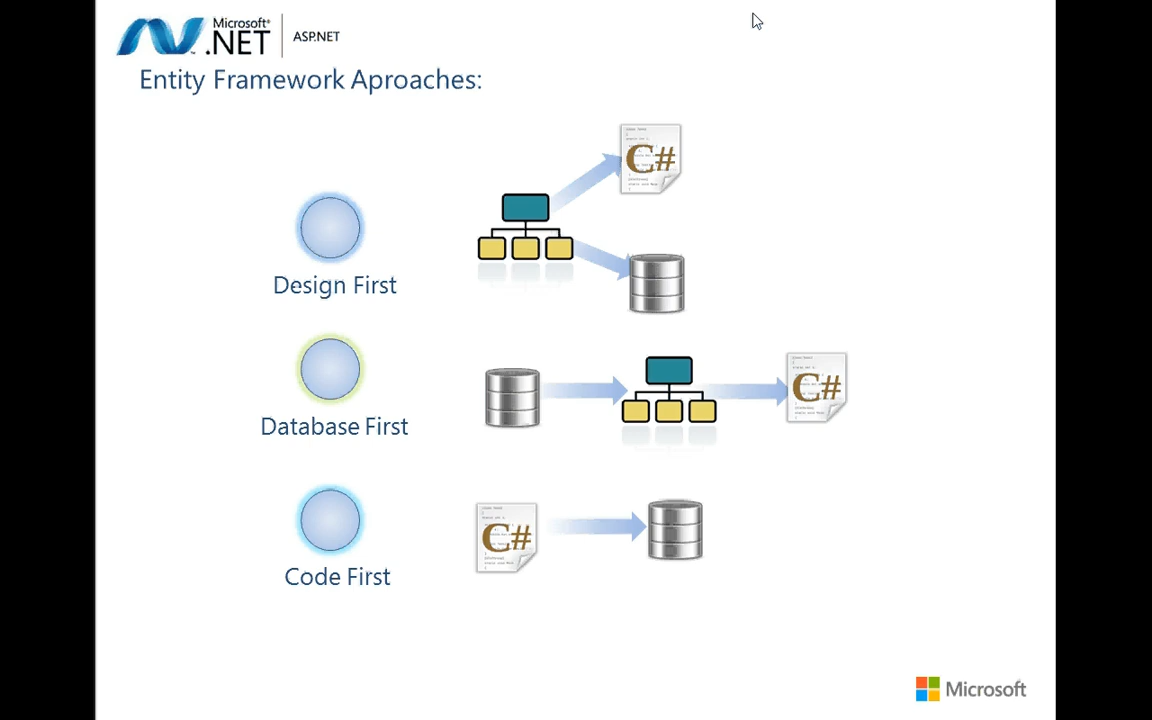 Microsoft®
.NET
ASP.NET
Entity Framework Aproaches:
C#
Design First
C#
Database First
C#
Code First
Microsoft